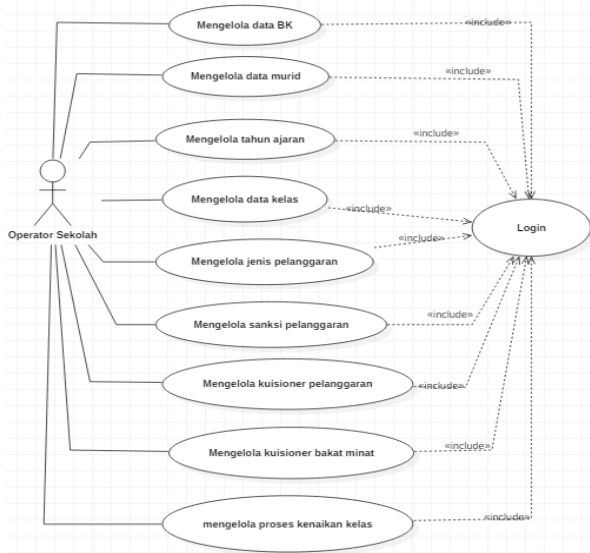 Mengelola data BK
«include»
Mengelola data murid
«include»
Mengelola tahun ajaran
«include»
Mengelola data kelas
«include»
Operator Sekolah
Login
«include»
Mengelola jenis pelanggaran
Mengelola sanksi pelanggaran
«include»
Mengelola kuisioner pelanggaran
«include»
Mengelola kuisioner bakat minat
«include»
mengelola proses kenaikan kelas
«include»